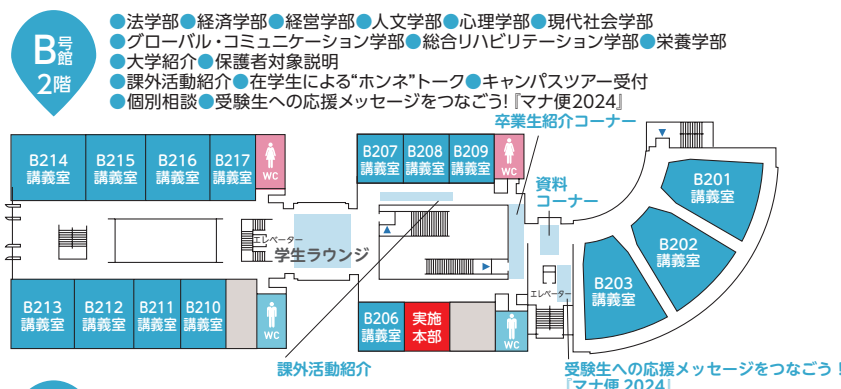 B号館
2階
●法学部●経済学部●経営学部●人文学部●心理学部●現代社会学部
●グローバル・コミュニケーション学部●総合リハビリテーション学部●栄養学部
●大学紹介●保護者対象説明
●課外活動紹介●在学生による“ホンネ”トーク●キャンパスツアー受付
●個別相談●受験生への応援メッセージをつなごう!『マナ便2024』
卒業生紹介コーナー
B214
講義室
B215
講義室
B216
講義室
B217
講義室
WC
B207
講義室
B208
講義室
B209
講義室
WC
資料
コーナー
B201
講義室
B202
講義室
B203
講義室
エレベーター
学生ラウンジ
エレベーター
B213
講義室
B212
講義室
B211
講義室
B210
講義室
WC
B206
講義室
実施
本部
WC
課外活動紹介
受験生への応援メッセージをつなごう!
『マナ便2024』